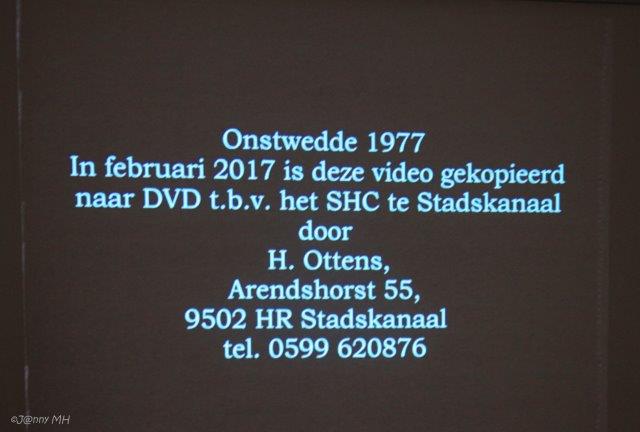 Onstwedde 1977
In februari 2017 is deze video gekopieerd
naar DVD t.b.v. het SHC te Stadskanaal
door
H. Ottens,
Arendshorst 55,
9502 HR Stadskanaal
tel. 0599 620876
©J@nny MH